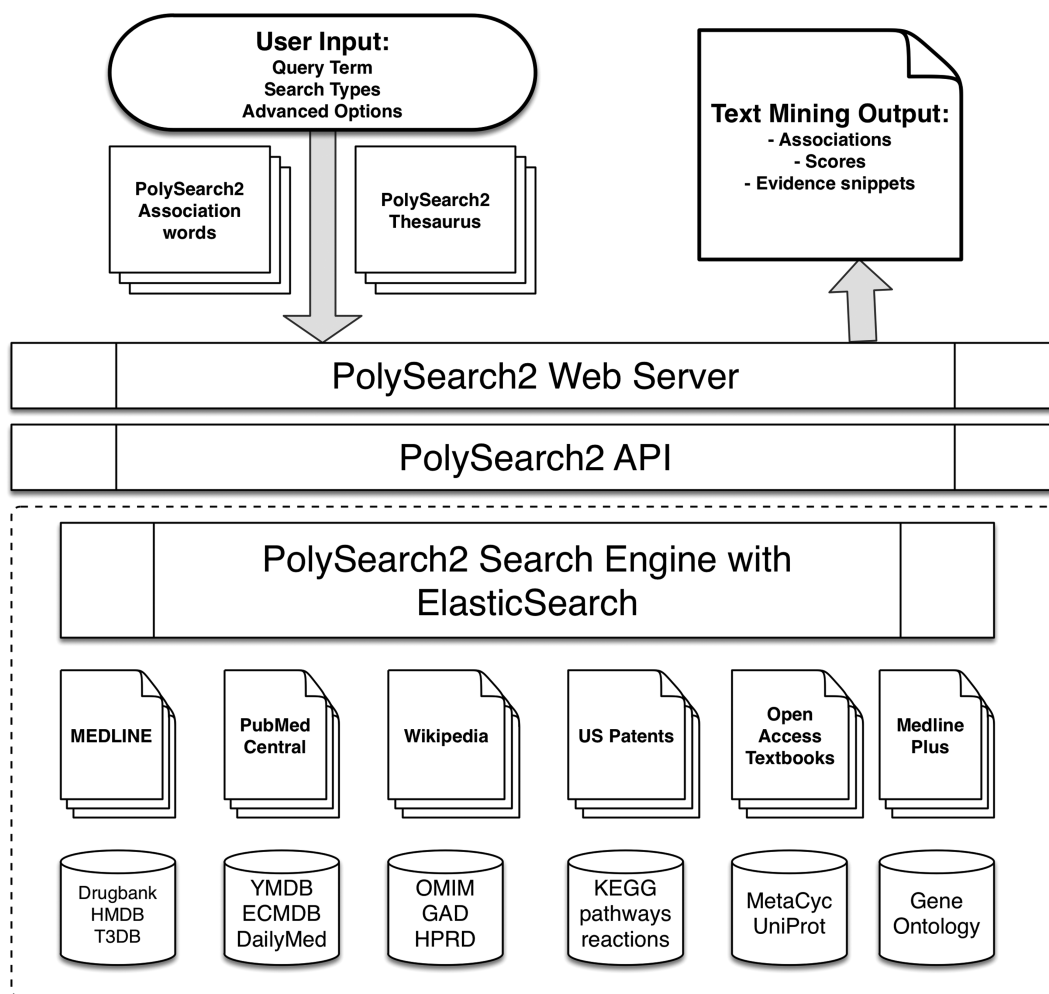 User Input:
Query Term
Search Types
Advanced Options
Text Mining Output:
- Associations
- Scores
- Evidence snippets
PolySearch2
Association
words
PolySearch2
Thesaurus
PolySearch2 Web Server
PolySearch2 API
PolySearch2 Search Engine with
ElasticSearch
MEDLINE
PubMed
Central
Wikipedia
US Patents
Open
Access
Textbooks
Medline
Plus
Drugbank
HMDB
T3DB
YMDB
ECMDB
DailyMed
OMIM
GAD
HPRD
KEGG
pathways
reactions
MetaCyc
UniProt
Gene
Ontology